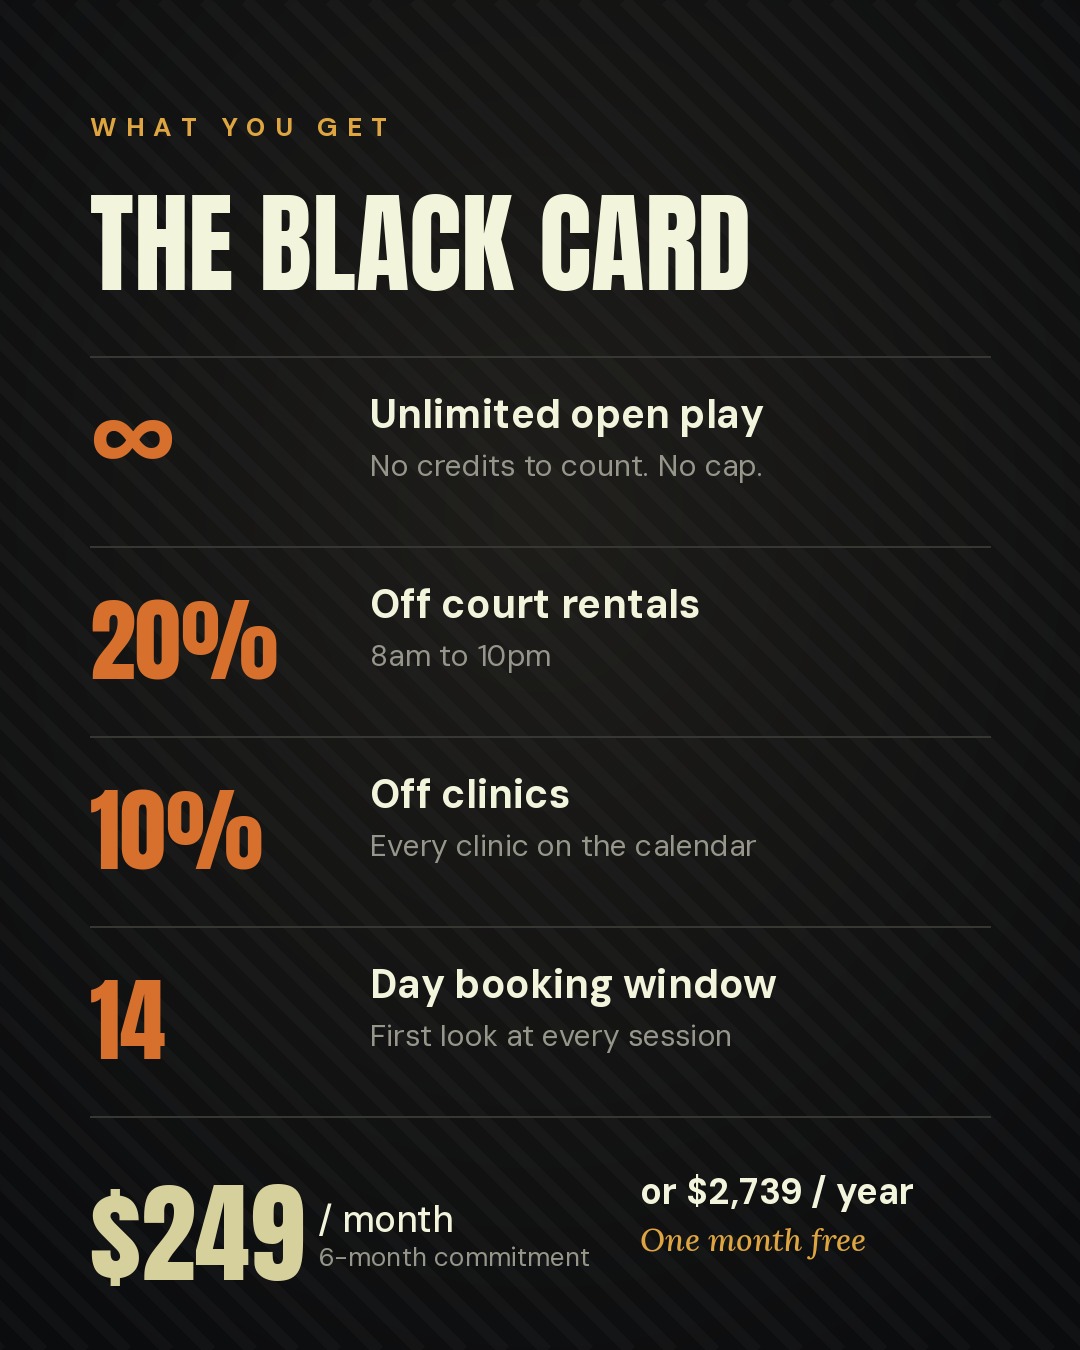 WHAT YOU GET
THE BLACK CARD
∞
Unlimited open play
No credits to count. No cap.
20%
Off court rentals
8am to 10pm
10%
Off clinics
Every clinic on the calendar
14
Day booking window
First look at every session
$249 / month
6-month commitment
or $2,739 / year
One month free